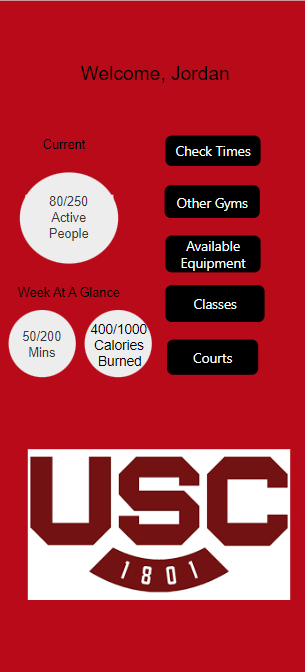 Welcome, Jordan
Current
80/250
Active
People
Check Times
Other Gyms
Available
Equipment
Week At A Glance
50/200
Mins
400/1000
Calories
Burned
Classes
Courts
USC
1801